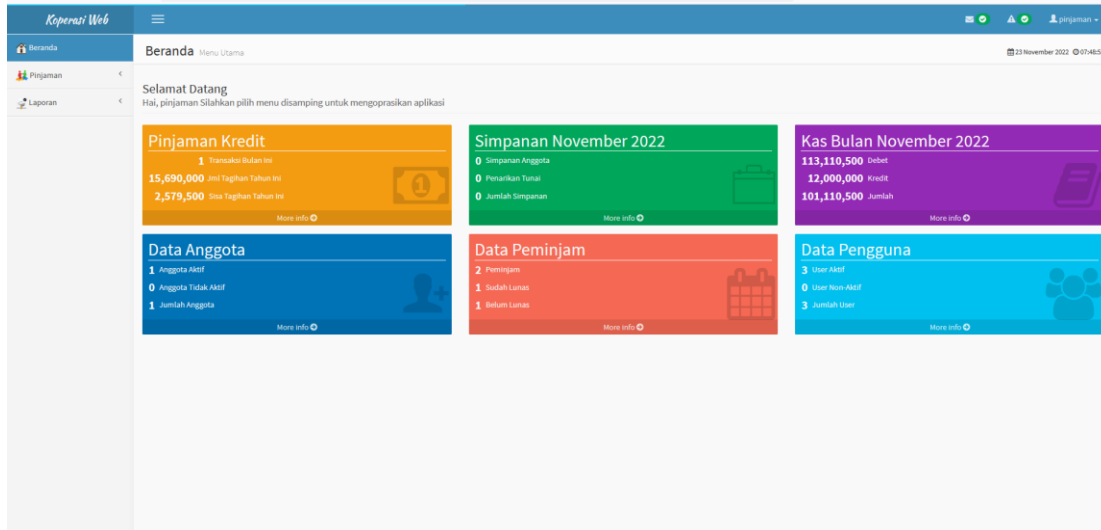 Koperasi Web
pinjaman
Beranda
Pinjaman
Laporan
Beranda Menu Utama
23 November 2022 07:48:5
Selamat Datang
Hai, pinjaman Silahkan pilih menu disamping untuk mengoprasikan aplikasi
Pinjaman Kredit
1 Transaksi Bulan Ini
15,690,000 Jml Tagihan Tahun Ini
2,579,500 Sisa Tagihan Tahun Ini
More info
Simpanan November 2022
0 Simpanan Anggota
0 Penarikan Tunai
0 Jumlah Simpanan
More info
Kas Bulan November 2022
113,110,500 Debet
12,000,000 Kredit
101,110,500 Jumlah
More info
Data Anggota
1 Anggota Aktif
0 Anggota Tidak Aktif
1 Jumlah Anggota
More info
Data Peminjam
2 Peminjam
1 Sudah Lunas
1 Belum Lunas
More info
Data Pengguna
3 User Aktif
0 User Non-Aktif
3 Jumlah User
More info